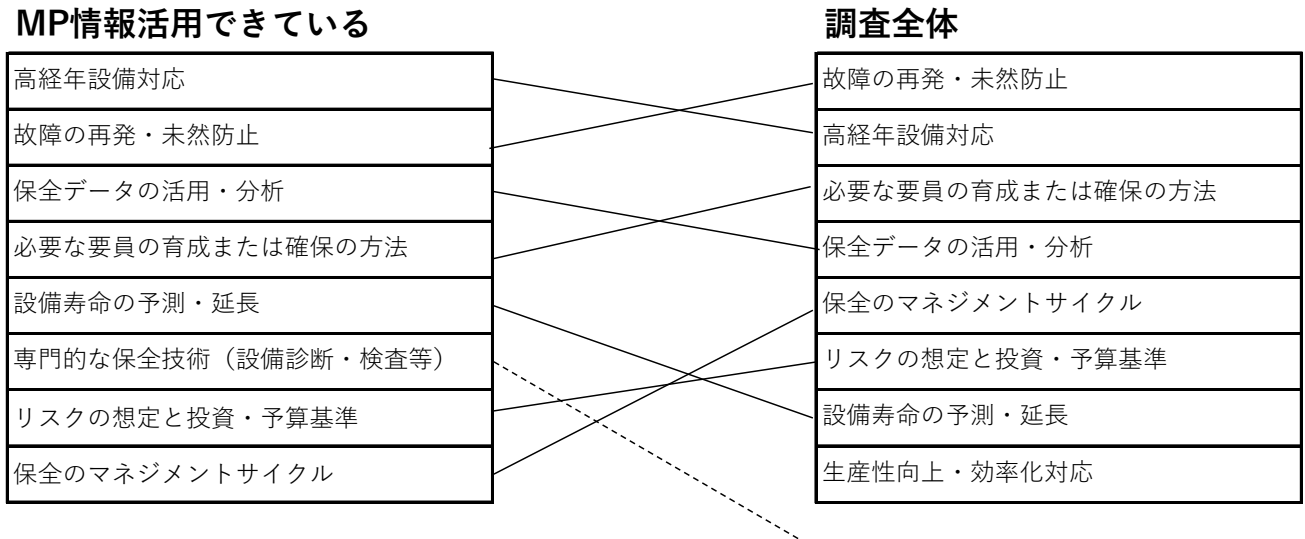 MP情報活用できている
高経年設備対応
故障の再発・未然防止
保全データの活用・分析
必要な要員の育成または確保の方法
設備寿命の予測・延長
専門的な保全技術（設備診断・検査等）
リスクの想定と投資・予算基準
保全のマネジメントサイクル
調査全体
故障の再発・未然防止
高経年設備対応
必要な要員の育成または確保の方法
保全データの活用・分析
保全のマネジメントサイクル
リスクの想定と投資・予算基準
設備寿命の予測・延長
生産性向上・効率化対応